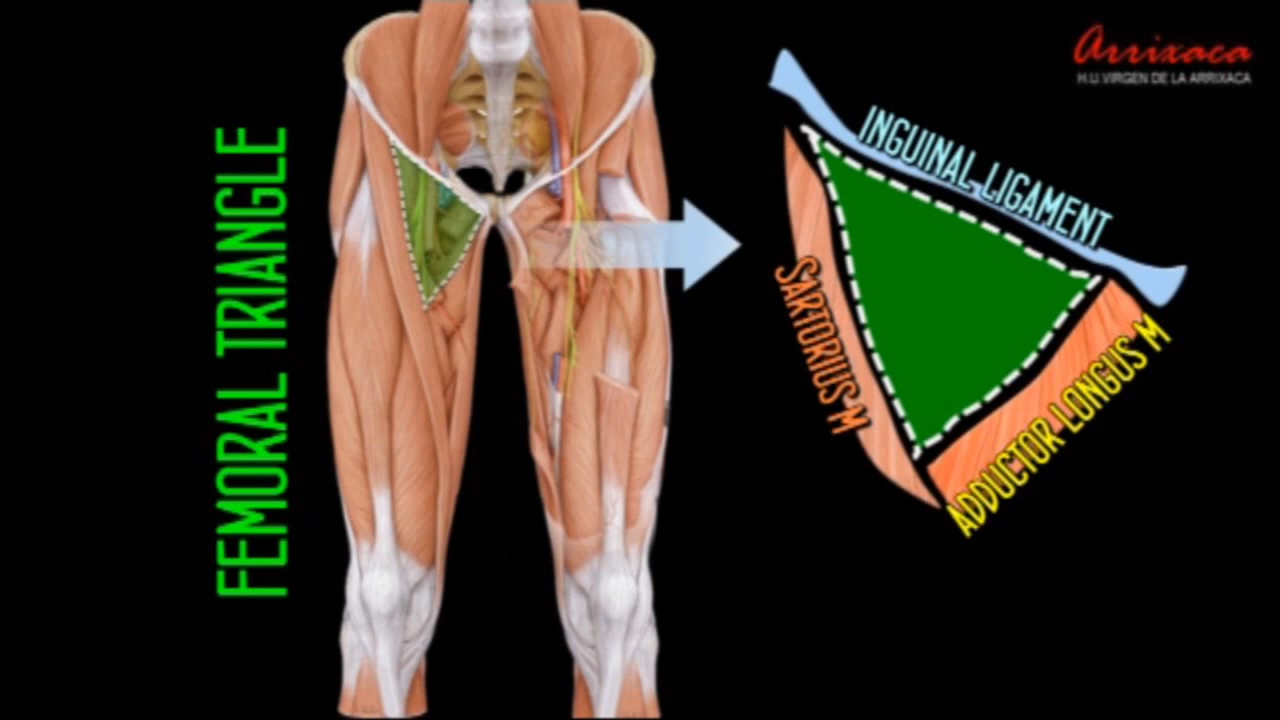 FEMORAL TRIANGLE
Arrixaca
H.U.VIRGEN DE LA ARRIXACA
INGUINAL LIGAMENT
SARTORIUS M
ADDUCTOR LONGUS M